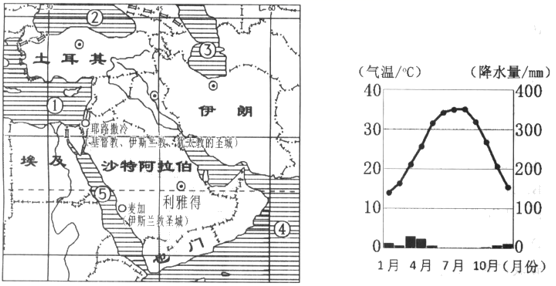 30
45
60
②
土耳其
③
伊朗
①
耶路撒冷
(基督教、伊斯兰教、犹太教的圣城)
埃及
沙特阿拉伯
⑤
利雅得
麦加
(伊斯兰教圣城)
④
也门
(气温/℃)
(降水量/mm)
40
400
30
300
20
200
10
100
0
0
1月 4月 7月 10月(月份)